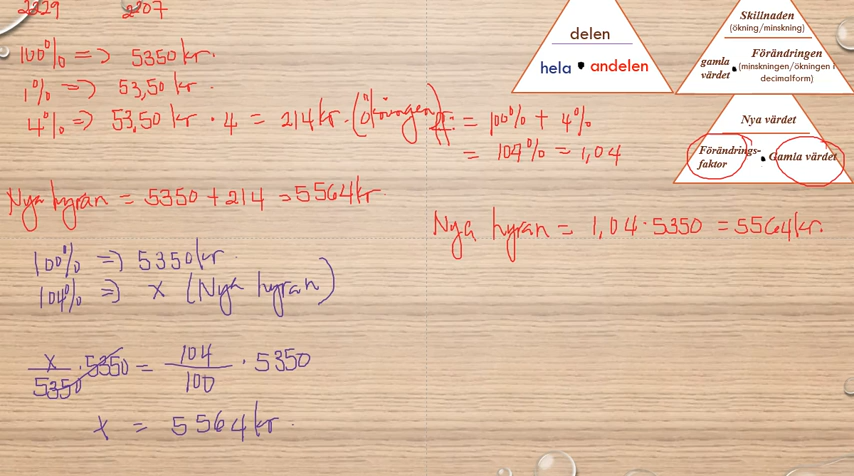 2229 2207
100% => 5350 kr.
1% => 53,50 kr.
4% => 53,50 kr · 4 = 214 kr. (ökningen)
Nya hyran = 5350 + 214 = 5564 kr.
100% => 5350 kr.
104% => x (Nya hyran)
x/5350 · 5350 = 104/100 · 5350
x = 5564 kr.
ff: = 100% + 4%
= 104% = 1,04
Nya hyran = 1,04 · 5350 = 5564 kr.
delen
hela • andelen
Skillnaden
(ökning/minskning)
gamla värdet • Förändringen
(minskningen/ökningen i
decimalform)
Nya värdet
Förändrings-
faktor • Gamla värdet